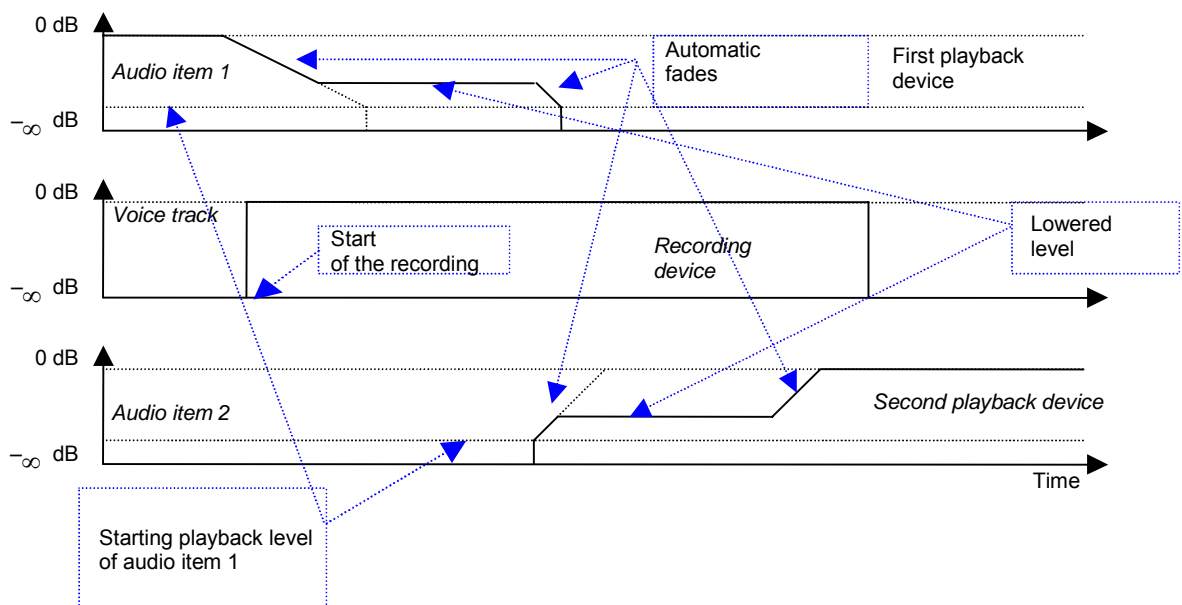 0 dB
Audio item 1
Automatic
fades
First playback
device
–∞ dB
0 dB
Voice track
Start
of the recording
Recording
device
Lowered
level
–∞ dB
0 dB
Audio item 2
Second playback device
–∞ dB
Time
Starting playback level
of audio item 1